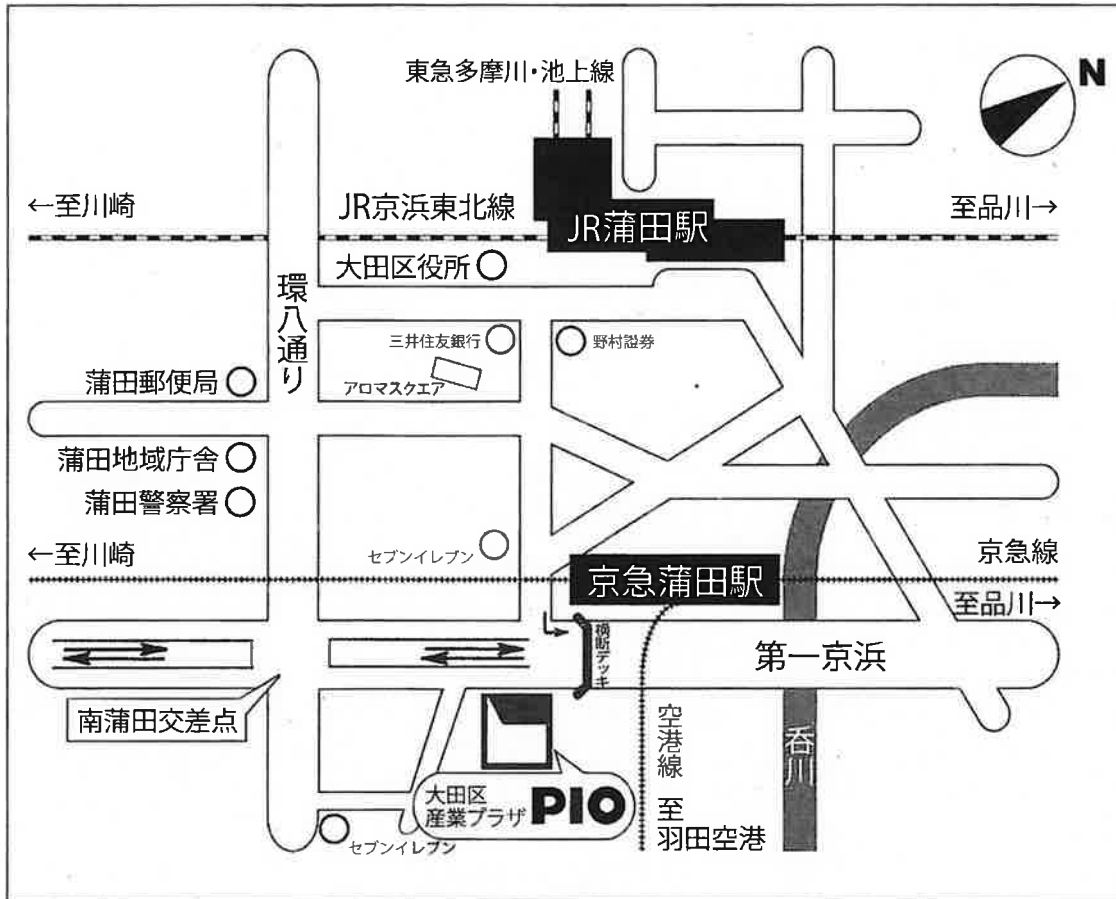 東急多摩川・池上線
N
←至川崎
JR京浜東北線
JR蒲田駅
至品川→
大田区役所
環八通り
三井住友銀行
野村證券
アロマスクエア
蒲田郵便局
蒲田地域庁舎
蒲田警察署
セブンイレブン
←至川崎
京急線
京急蒲田駅
至品川→
横断デッキ
第一京浜
南蒲田交差点
空港線
至
羽田空港
呑川
大田区
産業プラザ PIO
セブンイレブン